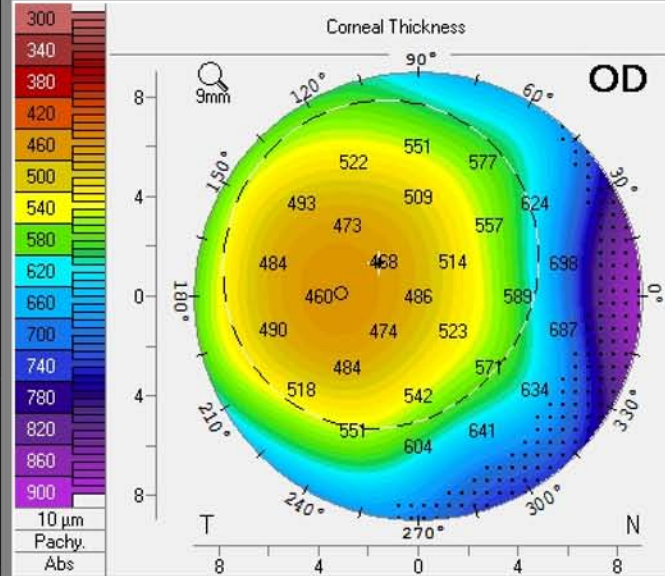 Corneal Thickness
300
340
380
420
460
500
540
580
620
660
700
740
780
820
860
900
10 µm
Pachy.
Abs
9mm
OD
90°
120° 60°
150° 30°
180° 0°
210° 330°
240° 300°
270°
8
4
0
4
8
551
522 577
493 509 624
473 557
484 468 514 698
460 486 589
490 474 523 687
484 571
518 542 634
551 604 641
T N
8 4 0 4 8